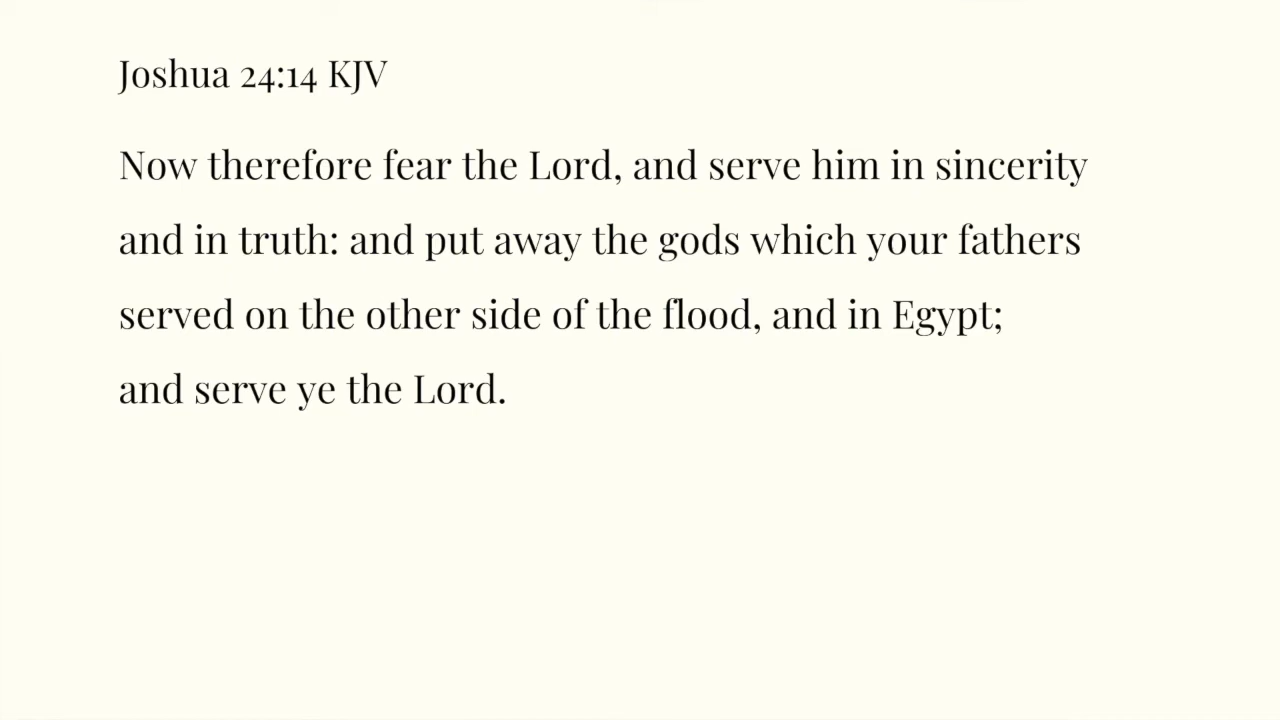 Joshua 24:14 KJV
Now therefore fear the Lord, and serve him in sincerity
and in truth: and put away the gods which your fathers
served on the other side of the flood, and in Egypt;
and serve ye the Lord.